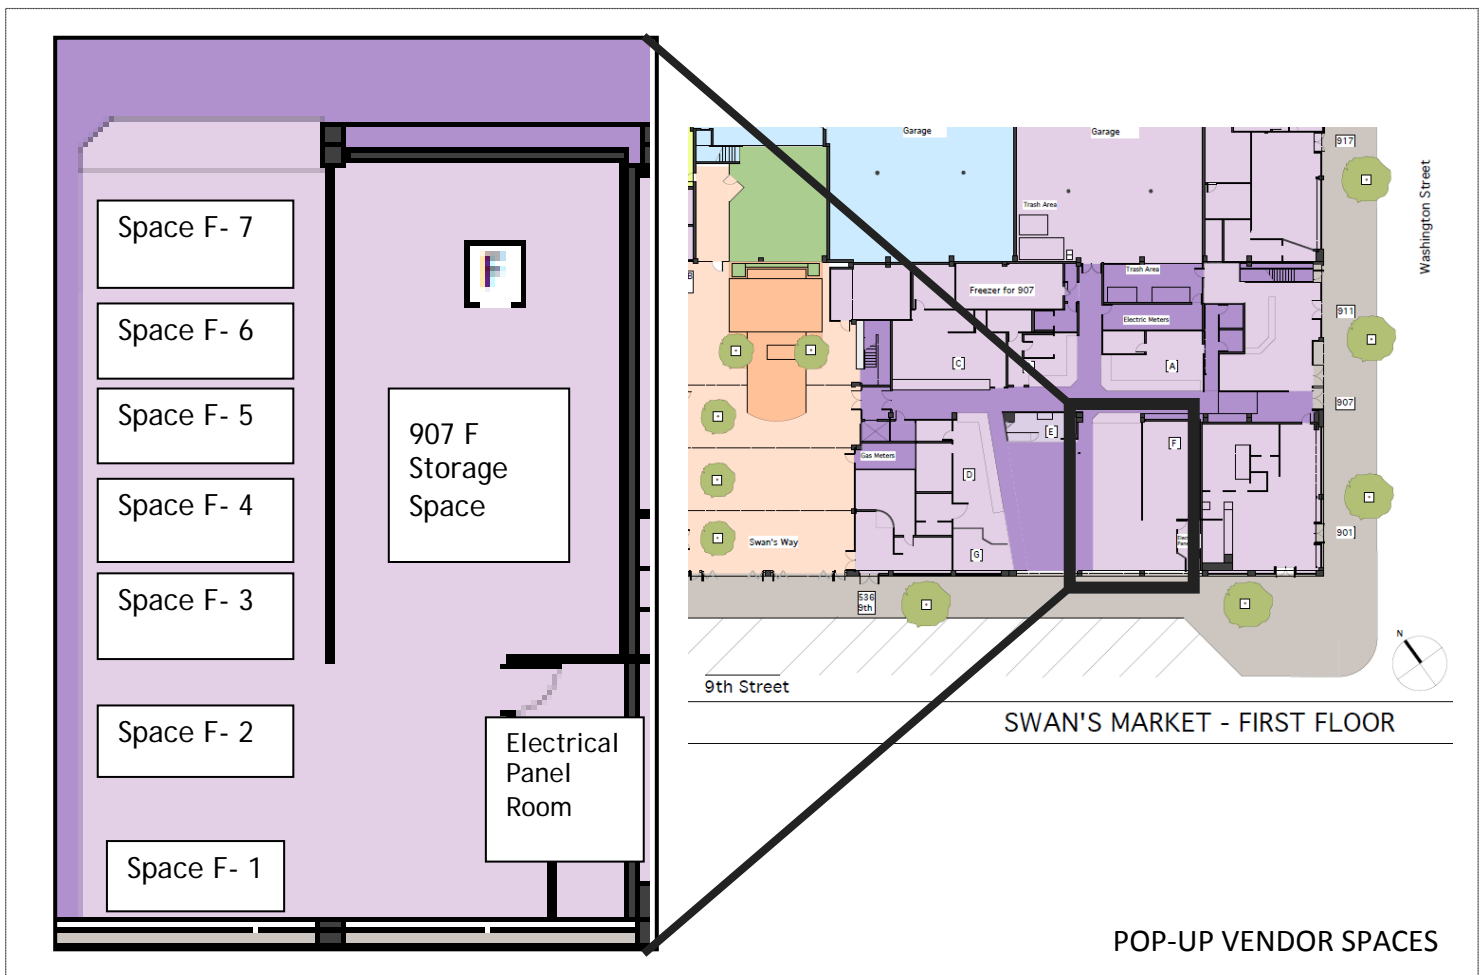 Space F- 7
Space F- 6
Space F- 5
Space F- 4
Space F- 3
Space F- 2
Space F- 1
F
907 F
Storage
Space
Electrical
Panel
Room
Garage
Garage
Trash Area
Trash Area
Freezer for 907
Electric Meters
[C]
[A]
[E]
[F]
[D]
[G]
Gas Meters
Swan's Way
917
911
907
901
536
9th
Washington Street
N
9th Street
SWAN'S MARKET - FIRST FLOOR
POP-UP VENDOR SPACES